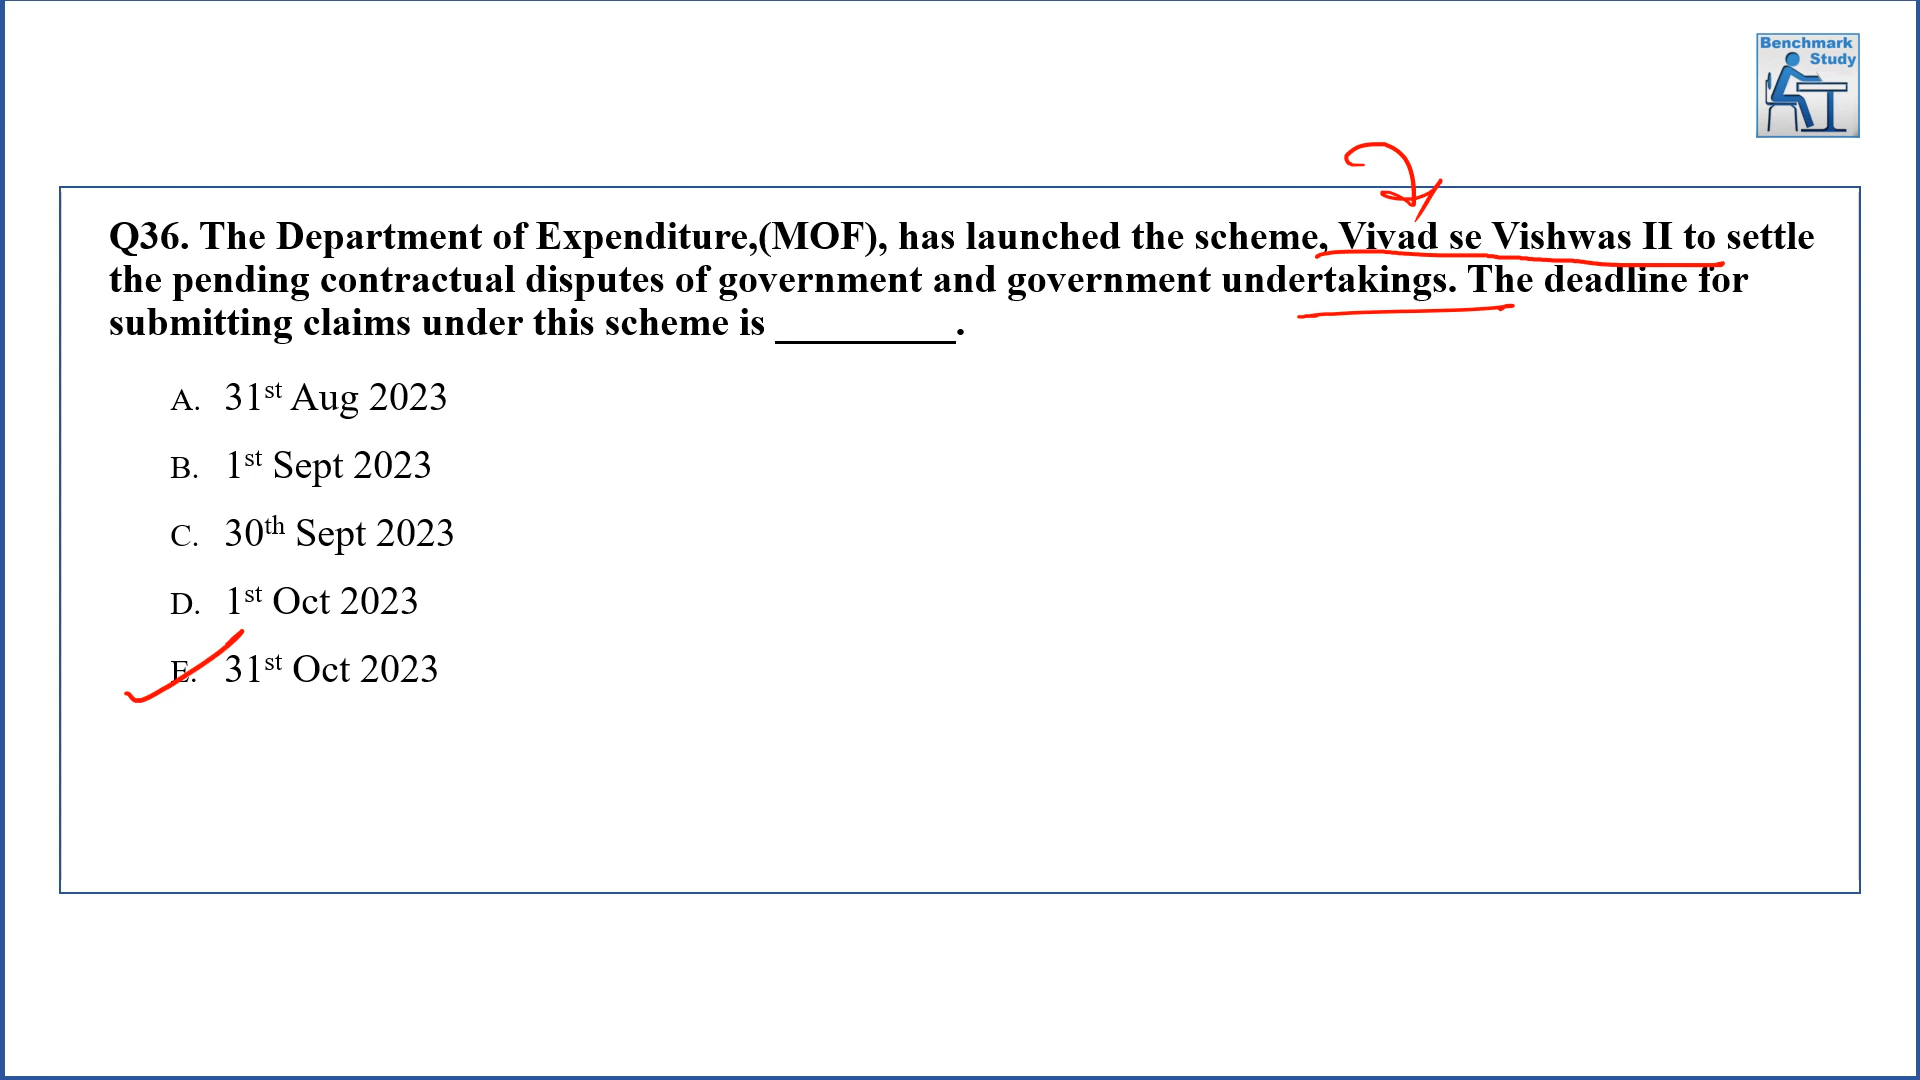 Benchmark
Study
Q36. The Department of Expenditure,(MOF), has launched the scheme, Vivad se Vishwas II to settle
the pending contractual disputes of government and government undertakings. The deadline for
submitting claims under this scheme is _________.
A. 31st Aug 2023
B. 1st Sept 2023
C. 30th Sept 2023
D. 1st Oct 2023
E. 31st Oct 2023